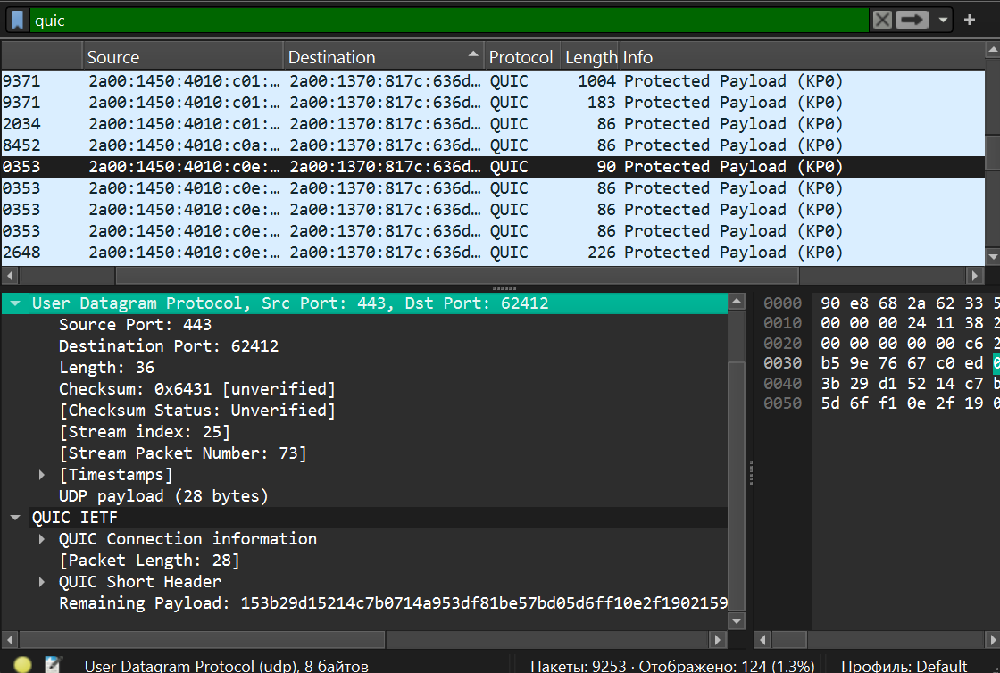 quic
Source Destination Protocol Length Info
9371 2a00:1450:4010:c01:… 2a00:1370:817c:636d… QUIC 1004 Protected Payload (KP0)
9371 2a00:1450:4010:c01:… 2a00:1370:817c:636d… QUIC 183 Protected Payload (KP0)
2034 2a00:1450:4010:c01:… 2a00:1370:817c:636d… QUIC 86 Protected Payload (KP0)
8452 2a00:1450:4010:c0a:… 2a00:1370:817c:636d… QUIC 86 Protected Payload (KP0)
0353 2a00:1450:4010:c0e:… 2a00:1370:817c:636d… QUIC 90 Protected Payload (KP0)
0353 2a00:1450:4010:c0e:… 2a00:1370:817c:636d… QUIC 86 Protected Payload (KP0)
0353 2a00:1450:4010:c0e:… 2a00:1370:817c:636d… QUIC 86 Protected Payload (KP0)
0353 2a00:1450:4010:c0e:… 2a00:1370:817c:636d… QUIC 86 Protected Payload (KP0)
2648 2a00:1450:4010:c0e:… 2a00:1370:817c:636d… QUIC 226 Protected Payload (KP0)
User Datagram Protocol, Src Port: 443, Dst Port: 62412
Source Port: 443
Destination Port: 62412
Length: 36
Checksum: 0x6431 [unverified]
[Checksum Status: Unverified]
[Stream index: 25]
[Stream Packet Number: 73]
[Timestamps]
UDP payload (28 bytes)
QUIC IETF
QUIC Connection information
[Packet Length: 28]
QUIC Short Header
Remaining Payload: 153b29d15214c7b0714a953df81be57bd05d6ff10e2f1902159
0000 90 e8 68 2a 62 33 5
0010 00 00 00 24 11 38 2
0020 00 00 00 00 00 c6 2
0030 b5 9e 76 67 c0 ed 0
0040 3b 29 d1 52 14 c7 b
0050 5d 6f f1 0e 2f 19 0
User Datagram Protocol (udp), 8 байтов
Пакеты: 9253 · Отображено: 124 (1.3%)
Профиль: Default